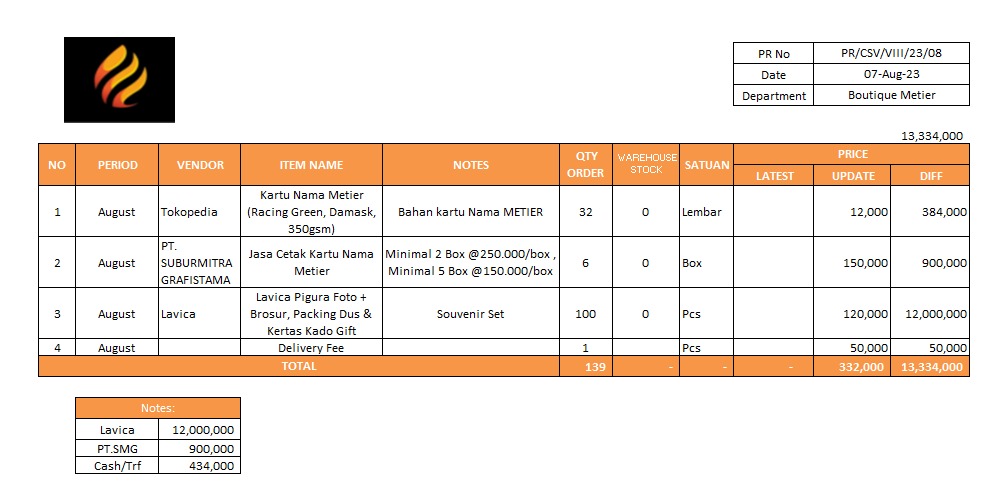 PR No PR/CSV/VIII/23/08
Date 07-Aug-23
Department Boutique Metier
13,334,000
NO PERIOD VENDOR ITEM NAME NOTES QTY ORDER WAREHOUSE STOCK SATUAN PRICE
LATEST UPDATE DIFF
1 August Tokopedia Kartu Nama Metier (Racing Green, Damask, 350gsm) Bahan kartu Nama METIER 32 0 Lembar 12,000 384,000
2 August PT. SUBURMITRA GRAFISTAMA Jasa Cetak Kartu Nama Metier Minimal 2 Box @250.000/box , Minimal 5 Box @150.000/box 6 0 Box 150,000 900,000
3 August Lavica Lavica Pigura Foto + Brosur, Packing Dus & Kertas Kado Gift Souvenir Set 100 0 Pcs 120,000 12,000,000
4 August Delivery Fee 1 Pcs 50,000 50,000
TOTAL 139 - - - 332,000 13,334,000
Notes:
Lavica 12,000,000
PT.SMG 900,000
Cash/Trf 434,000